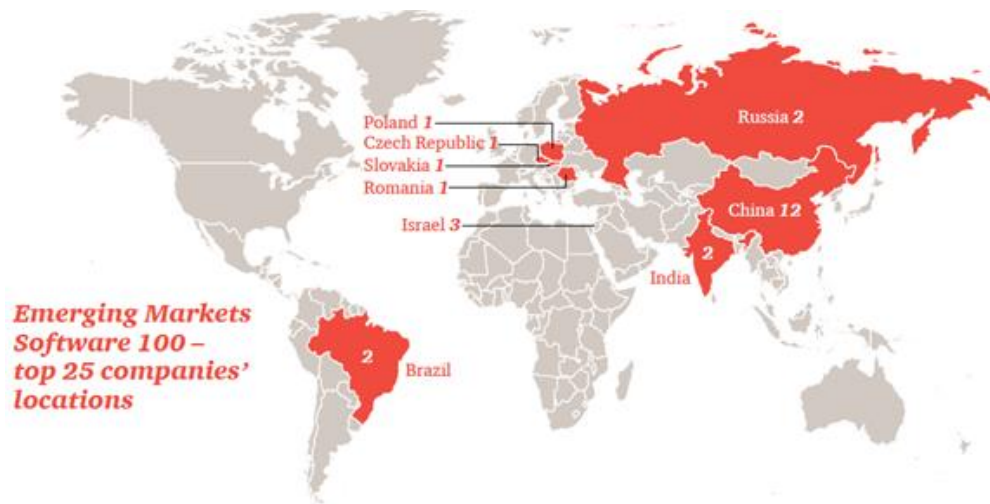 Poland 1
Czech Republic 1
Slovakia 1
Romania 1
Israel 3
Russia 2
China 12
2
India
Emerging Markets
Software 100 –
top 25 companies’
locations
2
Brazil